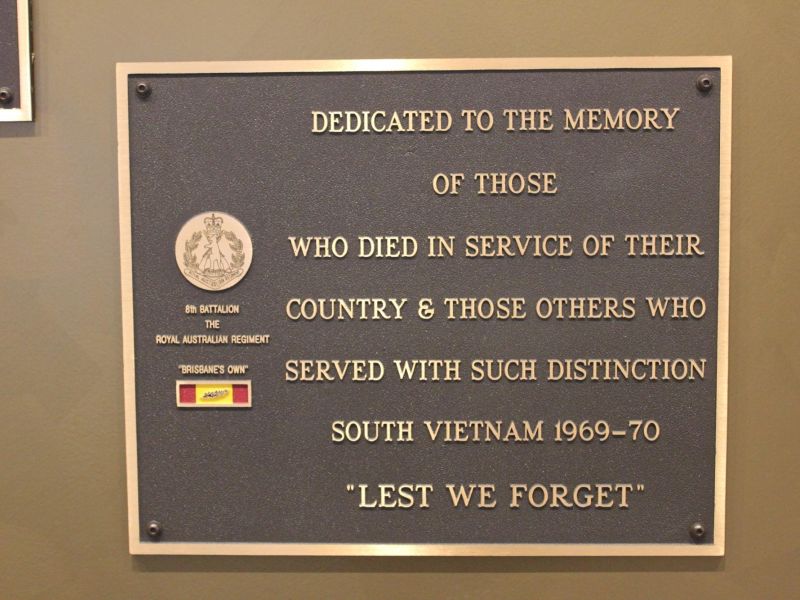 DEDICATED TO THE MEMORY
OF THOSE
WHO DIED IN SERVICE OF THEIR
COUNTRY & THOSE OTHERS WHO
SERVED WITH SUCH DISTINCTION
SOUTH VIETNAM 1969–70
"LEST WE FORGET"
8th BATTALION
THE
ROYAL AUSTRALIAN REGIMENT
"BRISBANE'S OWN"